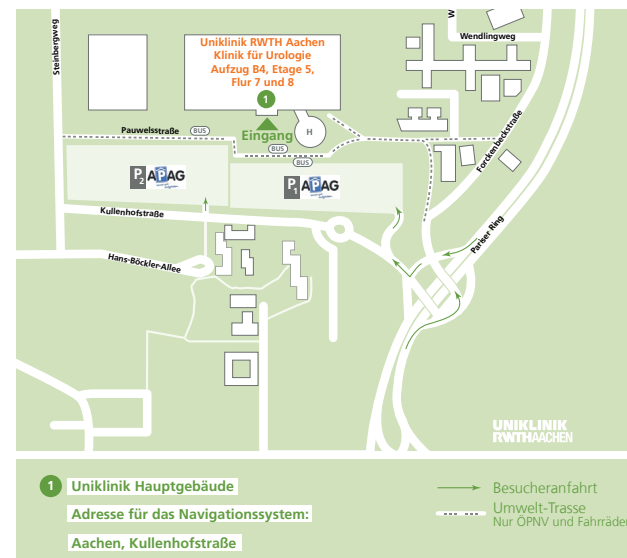 W
Wendlingweg
Steinbergweg
Uniklinik RWTH Aachen
Klinik für Urologie
Aufzug B4, Etage 5,
Flur 7 und 8
1
Pauwelsstraße
BUS
Eingang
H
BUS
BUS
Forckenbeckstraße
P2 APAG
P1 APAG
Kullenhofstraße
Pariser Ring
Hans-Böckler-Allee
UNIKLINIK
RWTHAACHEN
1 Uniklinik Hauptgebäude
Adresse für das Navigationssystem:
Aachen, Kullenhofstraße
Besucheranfahrt
Umwelt-Trasse
Nur ÖPNV und Fahrräder